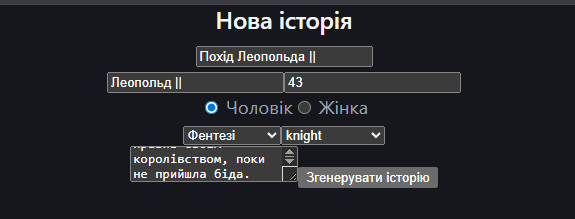 Нова історія
Похід Леопольда ||
Леопольд || 43
Чоловік Жінка
Фентезі knight
королівством, поки
не прийшла біда.
Згенерувати історію